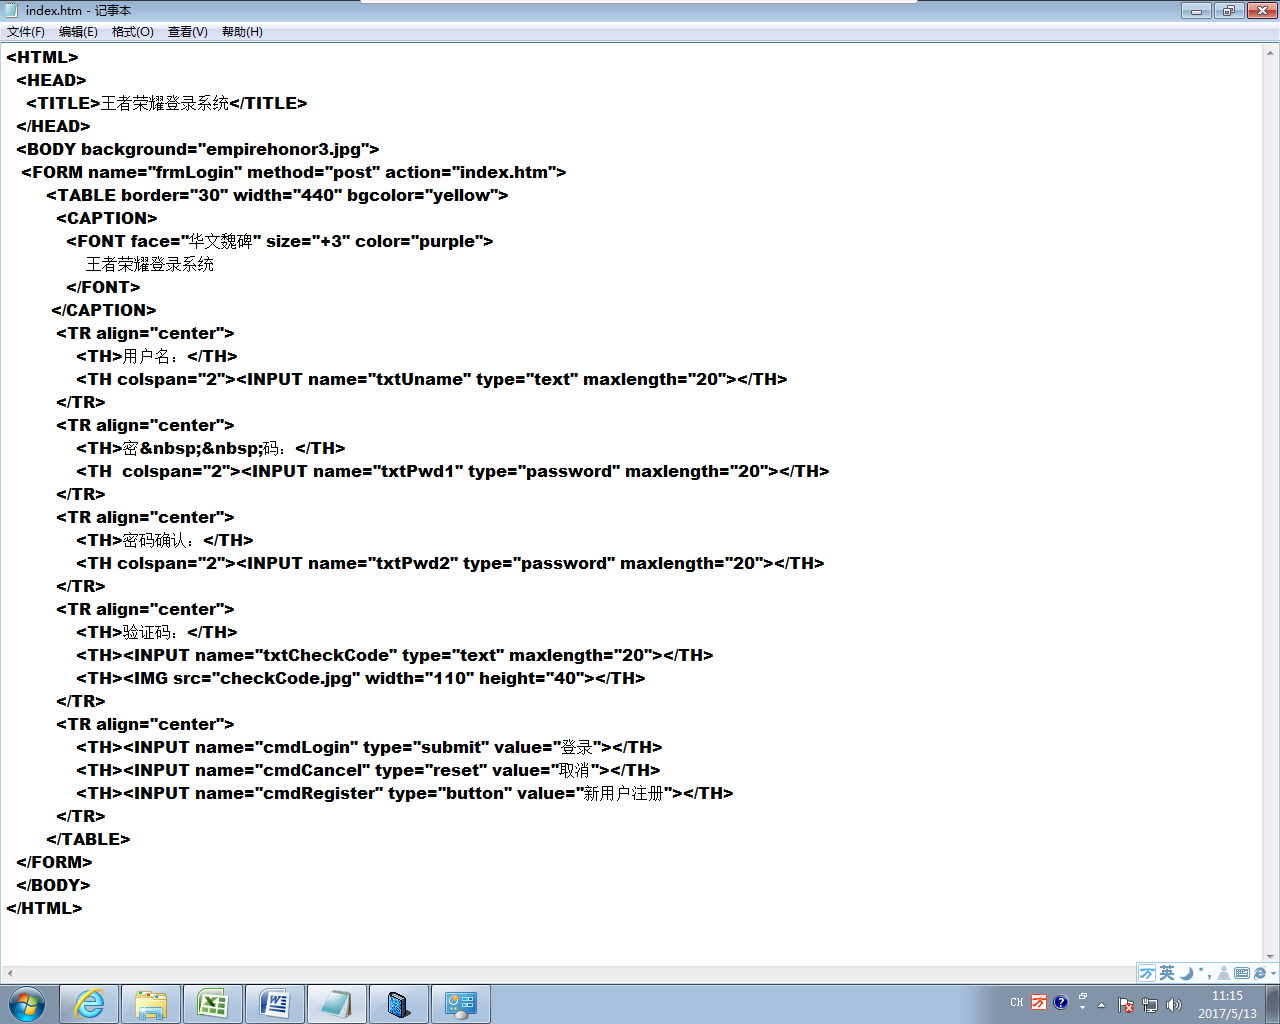 index.htm - 记事本
文件(F) 编辑(E) 格式(O) 查看(V) 帮助(H)
<HTML>
<HEAD>
<TITLE>王者荣耀登录系统</TITLE>
</HEAD>
<BODY background="empirehonor3.jpg">
<FORM name="frmLogin" method="post" action="index.htm">
<TABLE border="30" width="440" bgcolor="yellow">
<CAPTION>
<FONT face="华文魏碑" size="+3" color="purple">
王者荣耀登录系统
</FONT>
</CAPTION>
<TR align="center">
<TH>用户名：</TH>
<TH colspan="2"><INPUT name="txtUname" type="text" maxlength="20"></TH>
</TR>
<TR align="center">
<TH>密&nbsp;&nbsp;码：</TH>
<TH  colspan="2"><INPUT name="txtPwd1" type="password" maxlength="20"></TH>
</TR>
<TR align="center">
<TH>密码确认：</TH>
<TH colspan="2"><INPUT name="txtPwd2" type="password" maxlength="20"></TH>
</TR>
<TR align="center">
<TH>验证码：</TH>
<TH><INPUT name="txtCheckCode" type="text" maxlength="20"></TH>
<TH><IMG src="checkCode.jpg" width="110" height="40"></TH>
</TR>
<TR align="center">
<TH><INPUT name="cmdLogin" type="submit" value="登录"></TH>
<TH><INPUT name="cmdCancel" type="reset" value="取消"></TH>
<TH><INPUT name="cmdRegister" type="button" value="新用户注册"></TH>
</TR>
</TABLE>
</FORM>
</BODY>
</HTML>
英
CH
11:15
2017/5/13